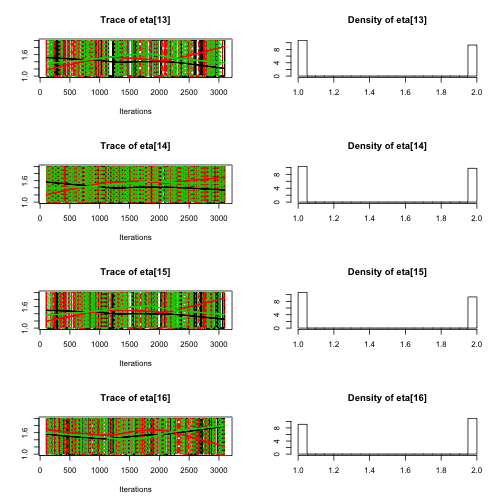 Trace of eta[13]
1.0 1.6
0 500 1000 1500 2000 2500 3000
Iterations
Density of eta[13]
0 4 8
1.0 1.2 1.4 1.6 1.8 2.0
Trace of eta[14]
1.0 1.6
0 500 1000 1500 2000 2500 3000
Iterations
Density of eta[14]
0 4 8
1.0 1.2 1.4 1.6 1.8 2.0
Trace of eta[15]
1.0 1.6
0 500 1000 1500 2000 2500 3000
Iterations
Density of eta[15]
0 4 8
1.0 1.2 1.4 1.6 1.8 2.0
Trace of eta[16]
1.0 1.6
0 500 1000 1500 2000 2500 3000
Iterations
Density of eta[16]
0 4 8
1.0 1.2 1.4 1.6 1.8 2.0